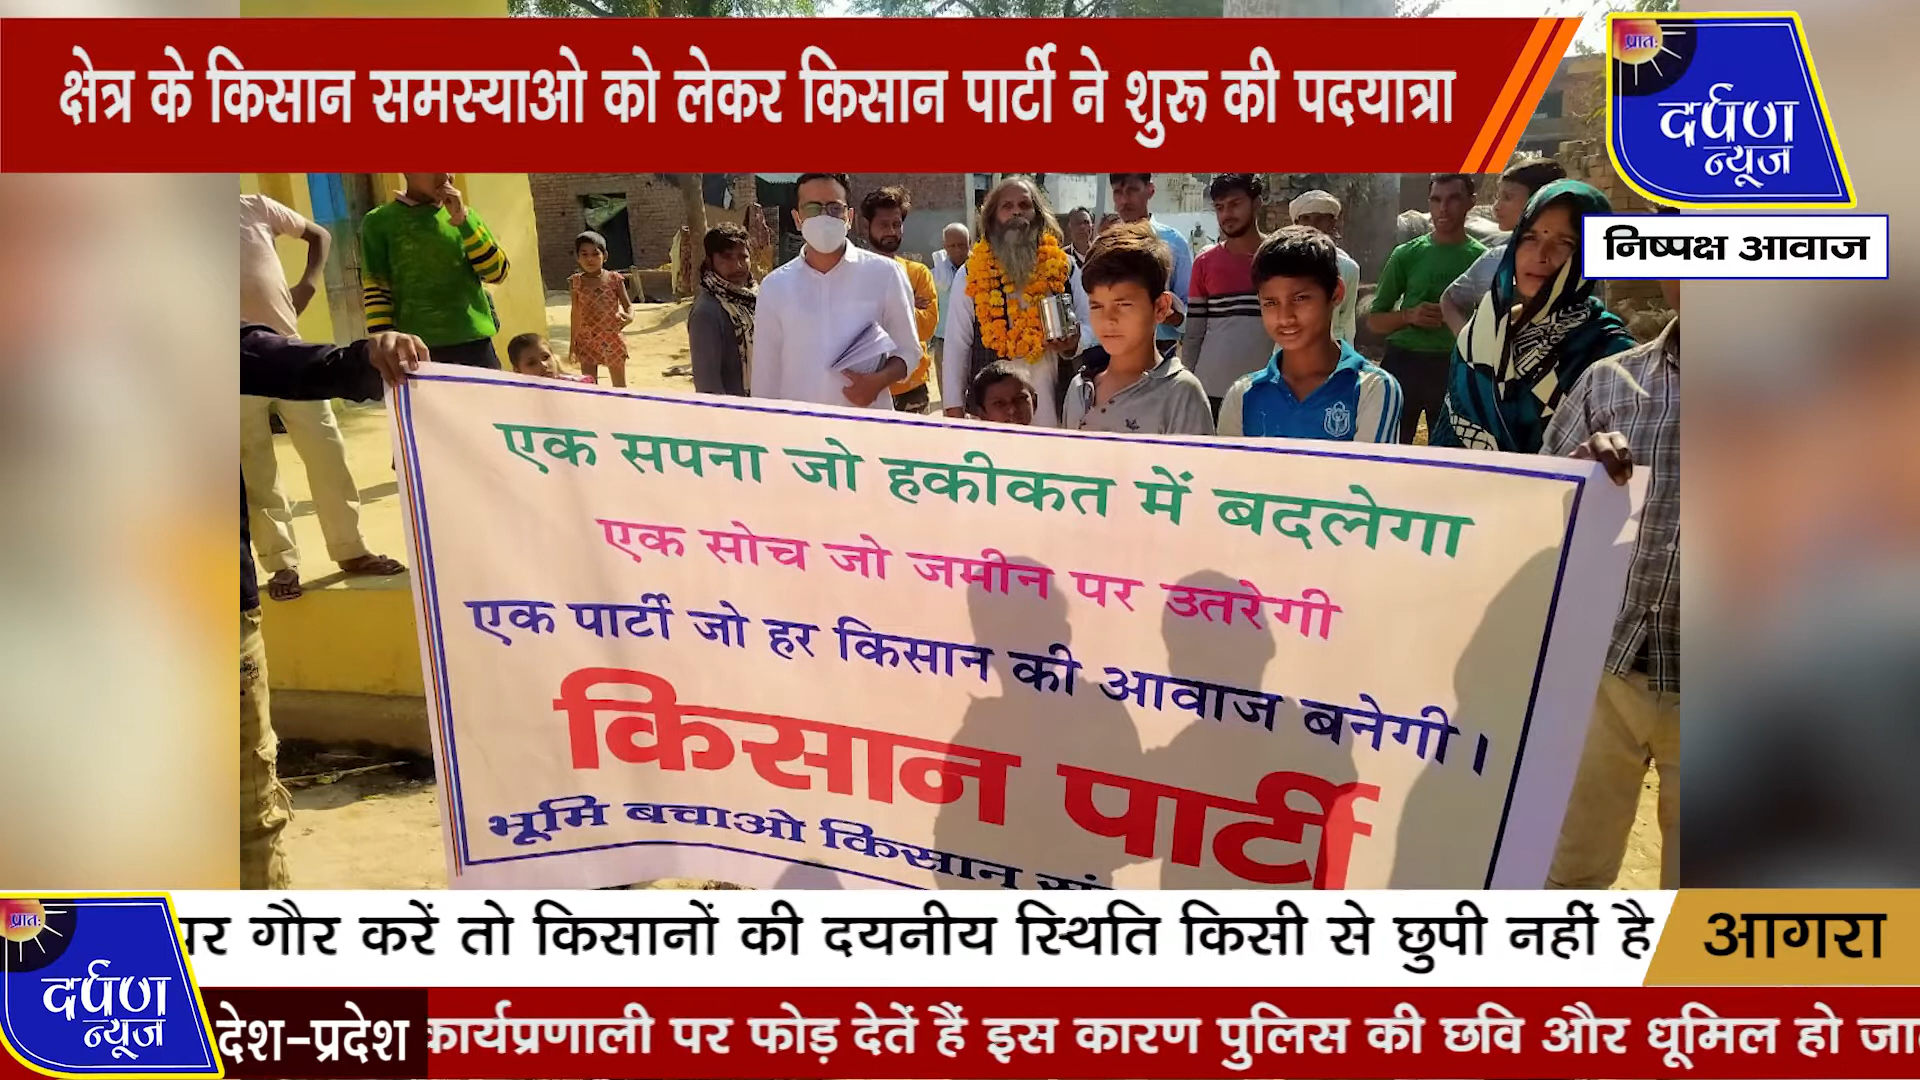 क्षेत्र के किसान समस्याओ को लेकर किसान पार्टी ने शुरू की पदयात्रा
प्रातः
दर्पण
न्यूज
निष्पक्ष आवाज
एक सपना जो हकीकत में बदलेगा
एक सोच जो जमीन पर उतरेगी
एक पार्टी जो हर किसान की आवाज बनेगी।
किसान पार्टी
भूमि बचाओ किसान
पर गौर करें तो किसानों की दयनीय स्थिति किसी से छुपी नहीं है
आगरा
प्रातः
दर्पण
न्यूज
देश-प्रदेश
कार्यप्रणाली पर फोड़ देतें हैं इस कारण पुलिस की छवि और धूमिल हो